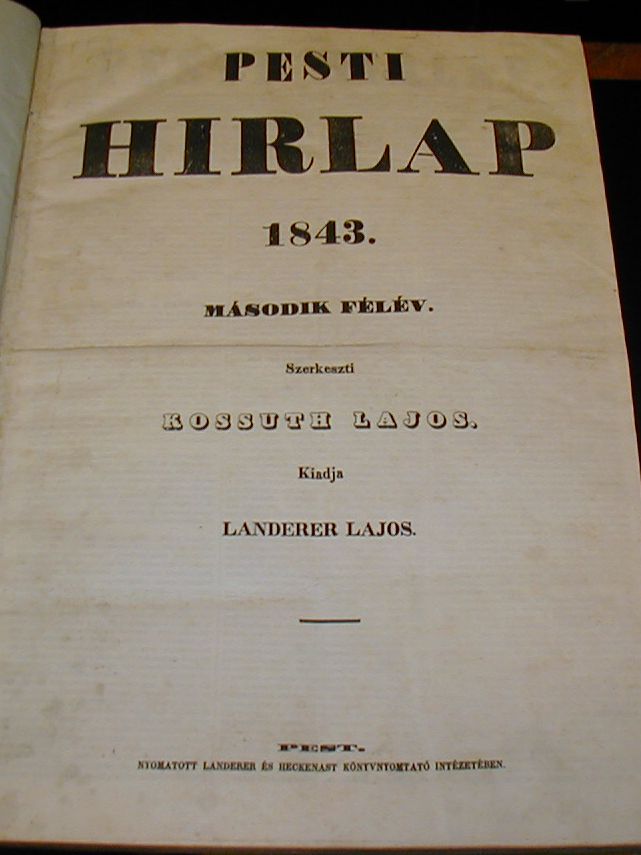 PESTI
HIRLAP
1843.
MÁSODIK FÉLÉV.
Szerkeszti
KOSSUTH LAJOS.
Kiadja
LANDERER LAJOS.
PEST.
NYOMATOTT LANDERER ÉS HECKENAST KÖNYVNYOMTATÓ INTÉZETÉBEN.